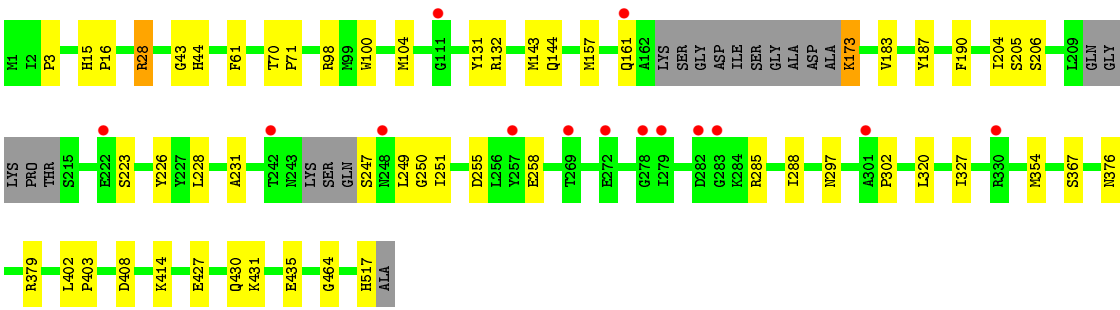 M1 I2 P3 H15 P16 R28 G43 H44 F61 T70 P71 R98 M99 W100 M104 G111 Y131 R132 M143 Q144 M157 Q161 A162 LYS SER GLY ASP ILE SER GLY ALA ASP ALA K173 V183 Y187 F190 I204 S205 S206 L209 GLN GLY
LYS PRO THR S215 E222 S223 Y226 Y227 L228 A231 T242 N243 LYS SER GLN S247 N248 L249 G250 I251 D255 L256 Y257 E258 T269 E272 G278 I279 D282 G283 K284 R285 I288 N297 A301 P302 L320 I327 R330 M354 S367 N376
R379 L402 P403 D408 K414 E427 Q430 K431 E435 G464 H517 ALA